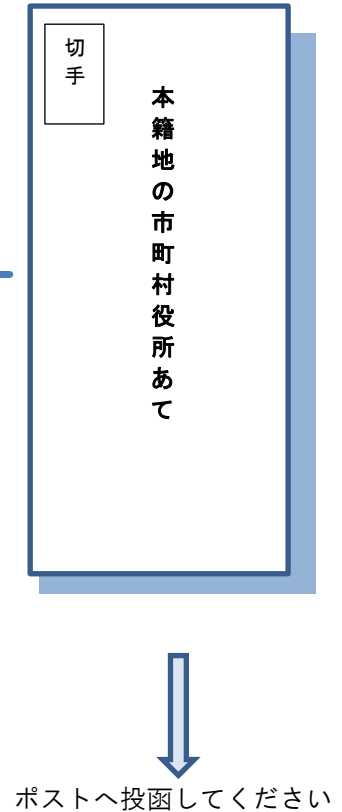 切手
本籍地の市町村役所あて
ポストへ投函してください